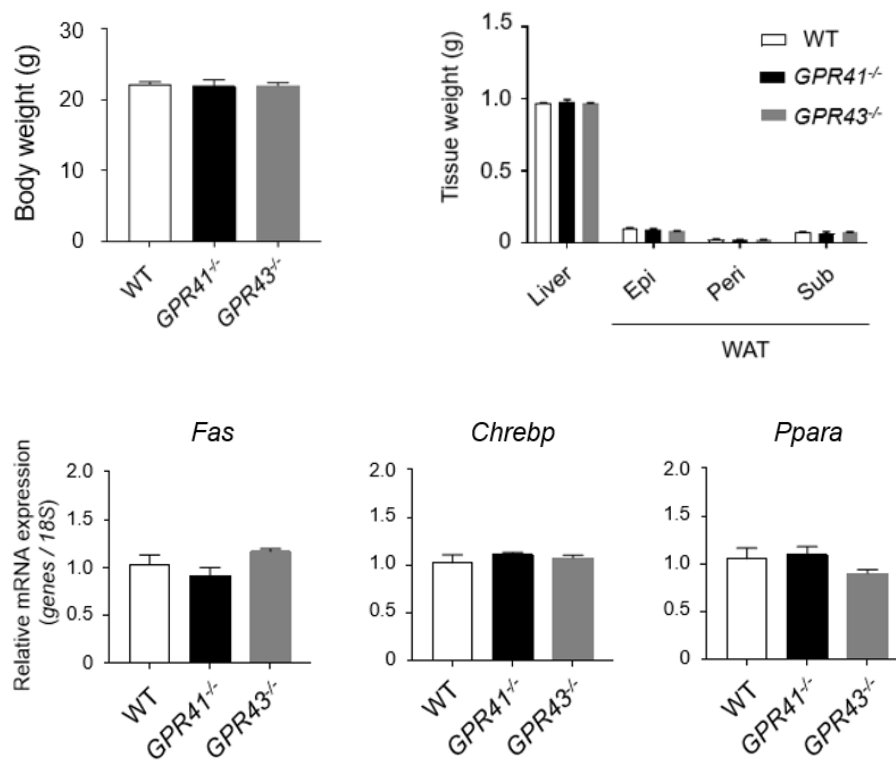 Body weight (g)
30
20
10
0
WT
GPR41-/-
GPR43-/-
Tissue weight (g)
1.5
1.0
0.5
0
WT
GPR41-/-
GPR43-/-
Liver
Epi
Peri
Sub
WAT
Relative mRNA expression
(genes / 18S)
Fas
2.0
1.5
1.0
0.5
0
WT
GPR41-/-
GPR43-/-
Chrebp
2.0
1.5
1.0
0.5
0
WT
GPR41-/-
GPR43-/-
Ppara
2.0
1.5
1.0
0.5
0
WT
GPR41-/-
GPR43-/-